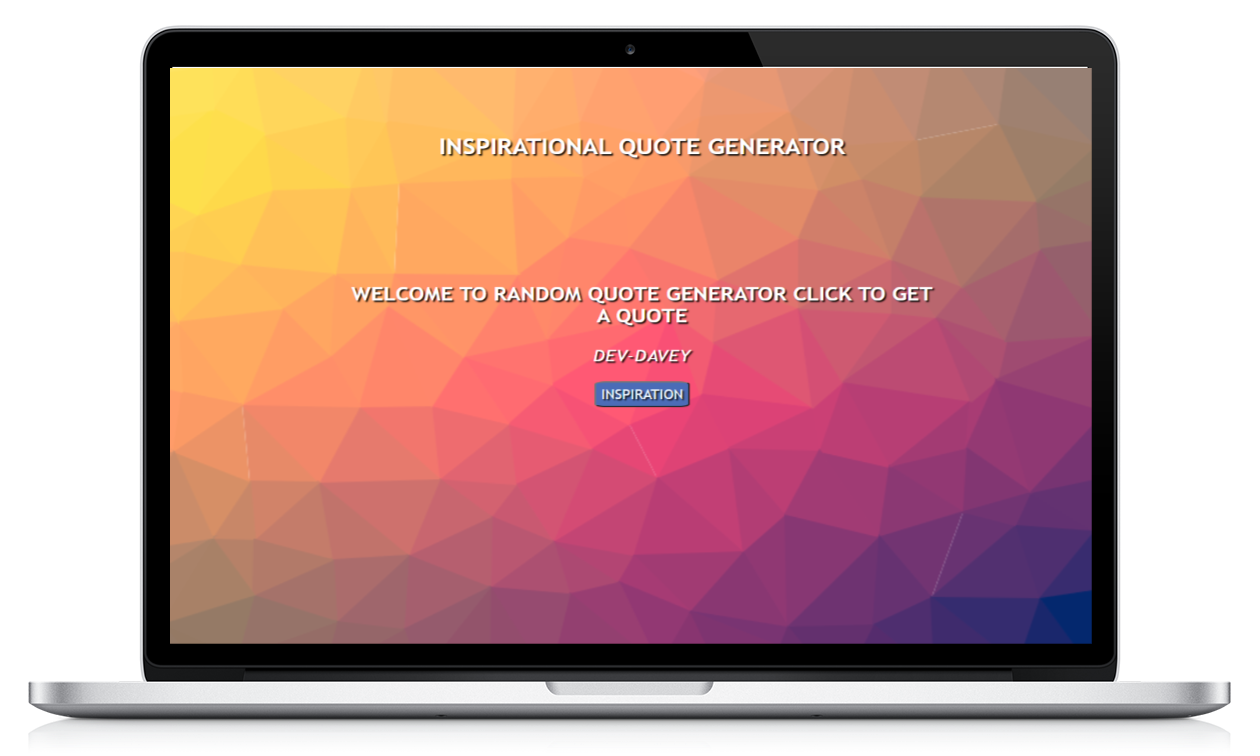 INSPIRATIONAL QUOTE GENERATOR
WELCOME TO RANDOM QUOTE GENERATOR CLICK TO GET
A QUOTE
DEV-DAVEY
INSPIRATION